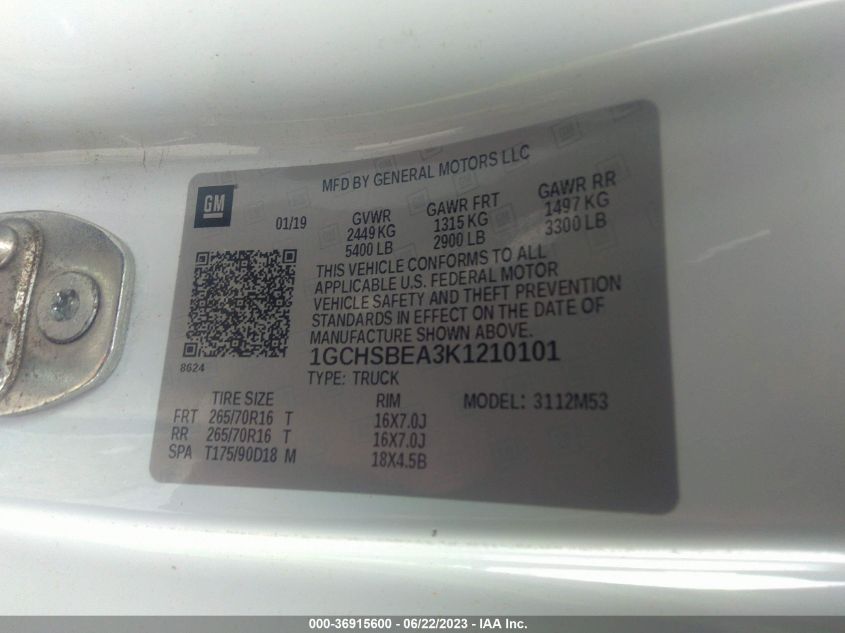 MFD BY GENERAL MOTORS LLC
GM
01/19 GVWR GAWR FRT GAWR RR
2449 KG 1315 KG 1497 KG
5400 LB 2900 LB 3300 LB
THIS VEHICLE CONFORMS TO ALL
APPLICABLE U.S. FEDERAL MOTOR
VEHICLE SAFETY AND THEFT PREVENTION
STANDARDS IN EFFECT ON THE DATE OF
MANUFACTURE SHOWN ABOVE.
1GCHSBEA3K1210101
8624
TYPE: TRUCK
TIRE SIZE RIM MODEL: 3112M53
FRT 265/70R16 T 16X7.0J
RR 265/70R16 T 16X7.0J
SPA T175/90D18 M 18X4.5B
000-36915600 - 06/22/2023 - IAA Inc.